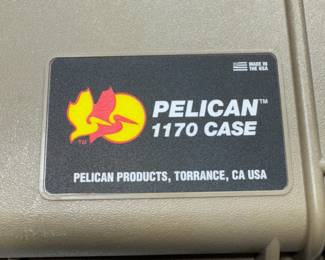 MADE IN
THE USA
PELICAN™
1170 CASE
TM
PELICAN PRODUCTS, TORRANCE, CA USA